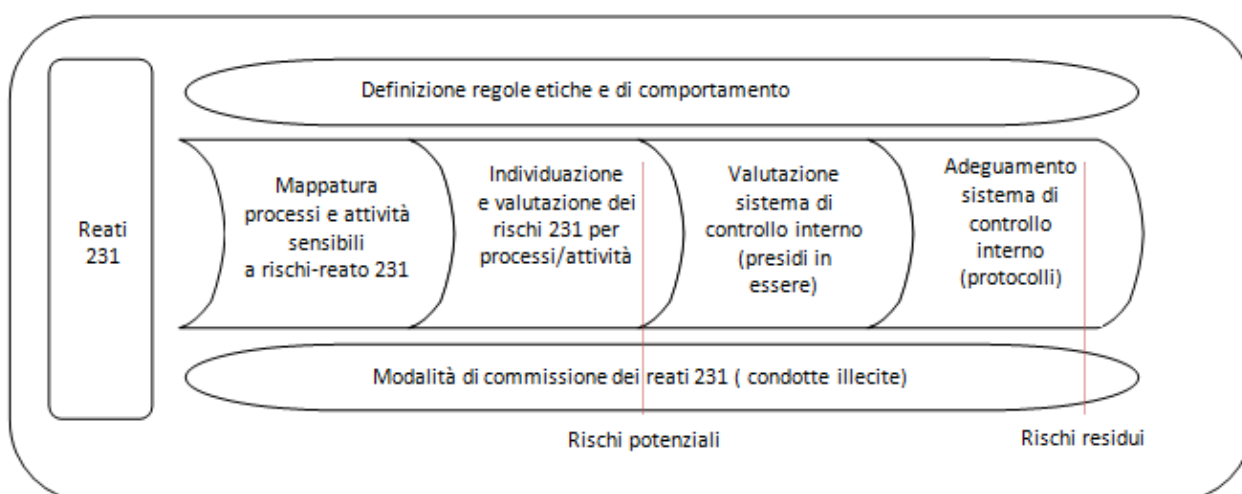 Definizione regole etiche e di comportamento
Reati
231
Mappatura
processi e attività
sensibili
a rischi-reato 231
Individuazione
e valutazione dei
rischi 231 per
processi/attività
Valutazione
sistema di
controllo interno
(presidi in
essere)
Adeguamento
sistema di
controllo
interno
(protocolli)
Modalità di commissione dei reati 231 ( condotte illecite)
Rischi potenziali
Rischi residui